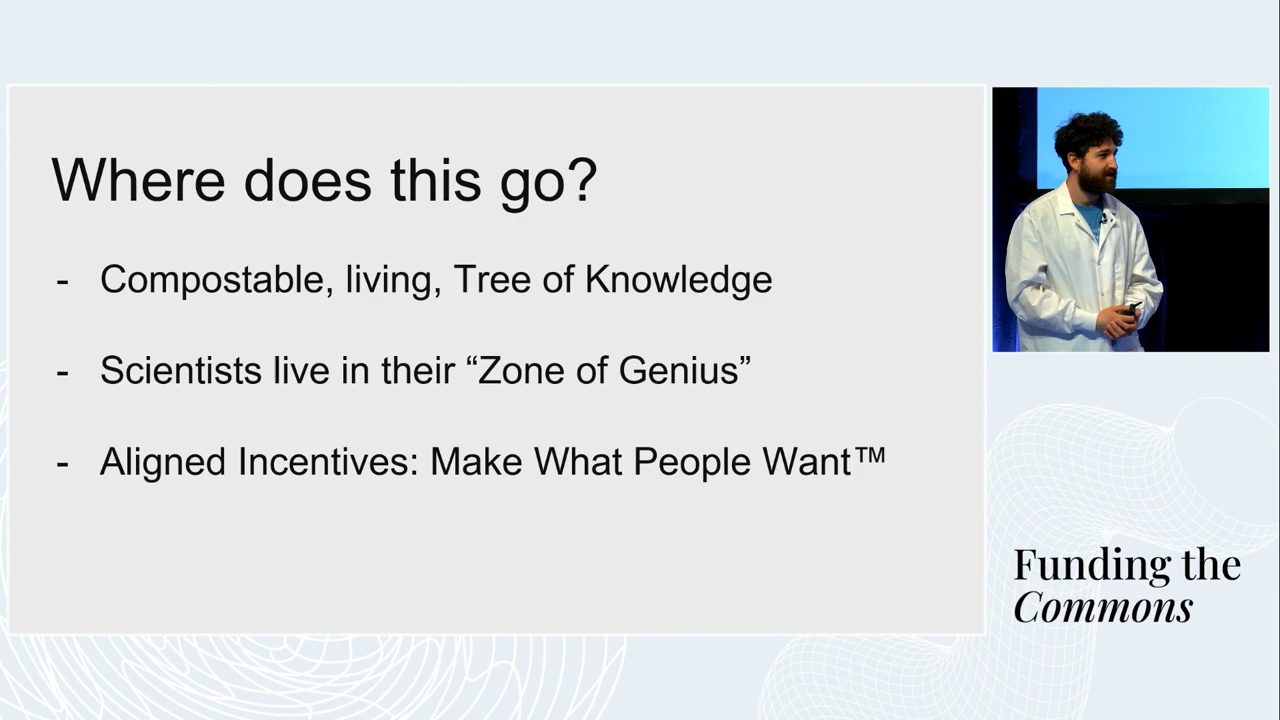 Where does this go?
- Compostable, living, Tree of Knowledge
- Scientists live in their “Zone of Genius”
- Aligned Incentives: Make What People Want™
Funding the
Commons